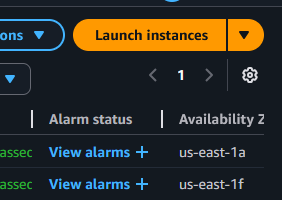 ons
Launch instances
1
Alarm status
Availability Z
assec
View alarms +
us-east-1a
assec
View alarms +
us-east-1f